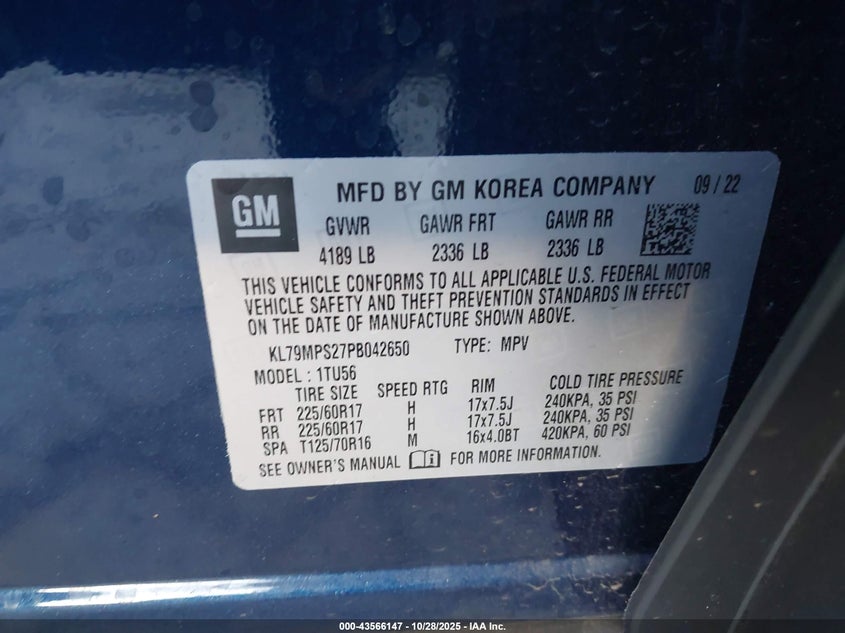 GM MFD BY GM KOREA COMPANY 09 / 22
GVWR GAWR FRT GAWR RR
4189 LB 2336 LB 2336 LB
THIS VEHICLE CONFORMS TO ALL APPLICABLE U.S. FEDERAL MOTOR
VEHICLE SAFETY AND THEFT PREVENTION STANDARDS IN EFFECT
ON THE DATE OF MANUFACTURE SHOWN ABOVE.
KL79MPS27PB042650 TYPE: MPV
MODEL : 1TU56
TIRE SIZE SPEED RTG RIM COLD TIRE PRESSURE
FRT 225/60R17 H 17x7.5J 240KPA, 35 PSI
RR 225/60R17 H 17x7.5J 240KPA, 35 PSI
SPA T125/70R16 M 16x4.0BT 420KPA, 60 PSI
SEE OWNER'S MANUAL FOR MORE INFORMATION.
000-43566147 - 10/28/2025 - IAA Inc.